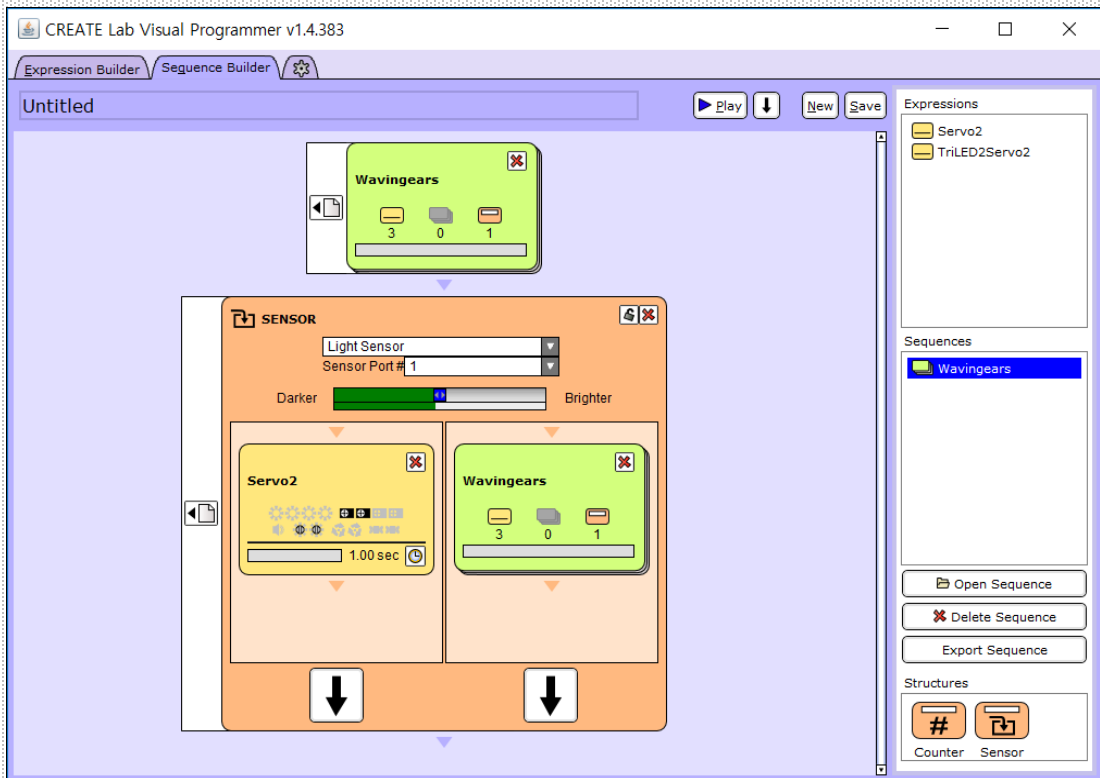 CREATE Lab Visual Programmer v1.4.383
Expression Builder Sequence Builder
Untitled
Play New Save
Wavingears
3 0 1
SENSOR
Light Sensor
Sensor Port # 1
Darker Brighter
Servo2
1.00 sec
Wavingears
3 0 1
Expressions
Servo2
TriLED2Servo2
Sequences
Wavingears
Open Sequence
Delete Sequence
Export Sequence
Structures
#
Counter Sensor